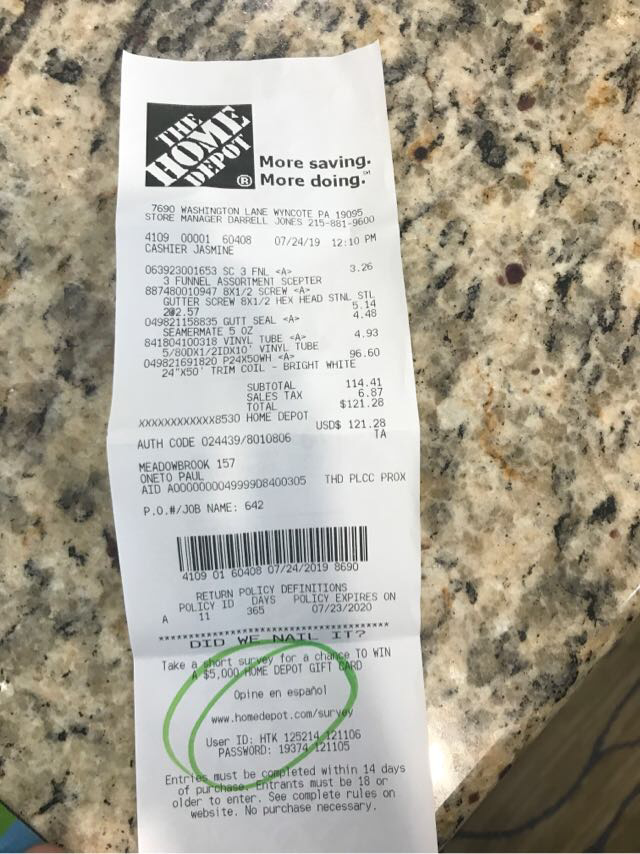 THE
HOME
DEPOT
®
More saving.
More doing.℠
7690 WASHINGTON LANE WYNCOTE PA 19095
STORE MANAGER DARRELL JONES 215-881-9600
4109 00001 60408 07/24/19 12:10 PM
CASHIER JASMINE
063923001653 SC 3 FNL <A> 3.26
3 FUNNEL ASSORTMENT SCEPTER
887480010947 8X1/2 SCREW <A>
GUTTER SCREW 8X1/2 HEX HEAD STNL STL
2@2.57 5.14
049821158835 GUTT SEAL <A> 4.48
SEAMERMATE 5 OZ
841804100318 VINYL TUBE <A> 4.93
5/8ODX1/2IDX10' VINYL TUBE
049821691820 P24X50WH <A> 96.60
24"X50' TRIM COIL - BRIGHT WHITE
SUBTOTAL 114.41
SALES TAX 6.87
TOTAL $121.28
XXXXXXXXXXXX8530 HOME DEPOT
USD$ 121.28
AUTH CODE 024439/8010806 TA
MEADOWBROOK 157
ONETO PAUL
AID A0000000049999D8400305 THD PLCC PROX
P.O.#/JOB NAME: 642
4109 01 60408 07/24/2019 8690
RETURN POLICY DEFINITIONS
POLICY ID DAYS POLICY EXPIRES ON
A 11 365 07/23/2020
DID WE NAIL IT?
Take a short survey for a chance TO WIN
A $5,000 HOME DEPOT GIFT CARD
Opine en español
www.homedepot.com/survey
User ID: HTK 125214 121106
PASSWORD: 19374 121105
Entries must be completed within 14 days
of purchase. Entrants must be 18 or
older to enter. See complete rules on
website. No purchase necessary.